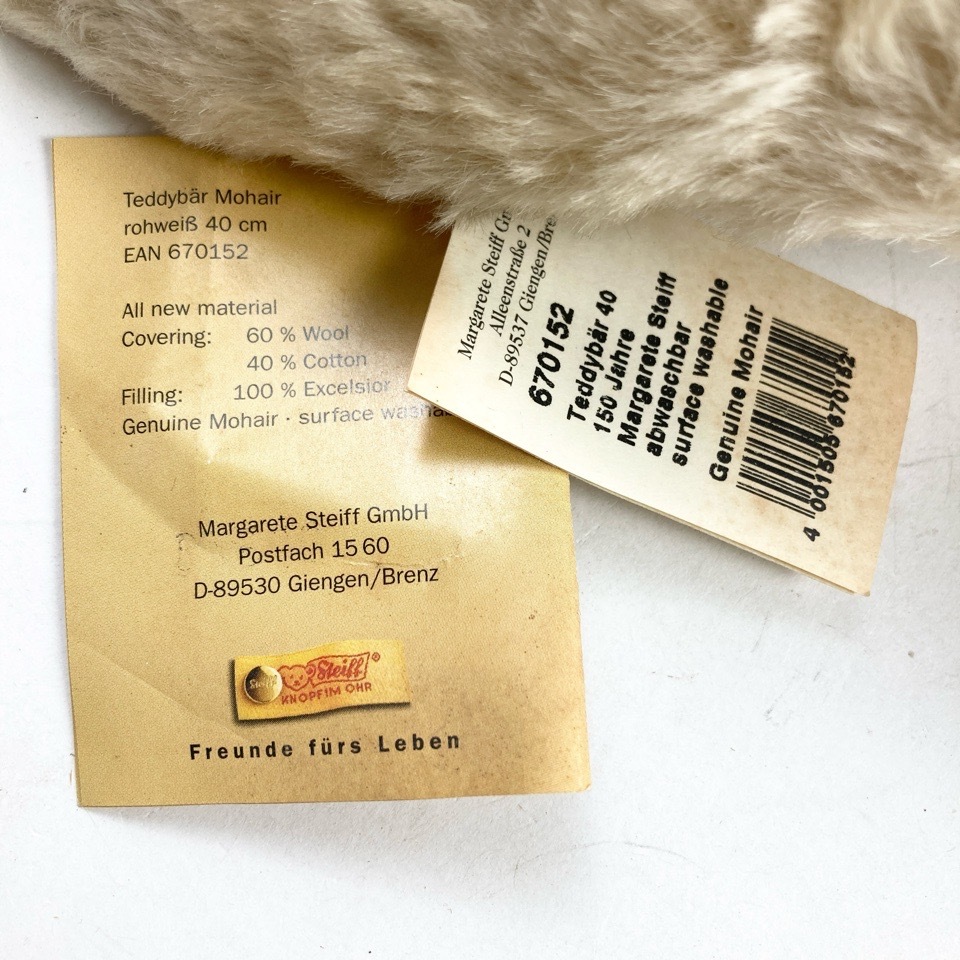 Teddybär Mohair
rohweiß 40 cm
EAN 670152
All new material
Covering: 60 % Wool
40 % Cotton
Filling: 100 % Excelsior
Genuine Mohair · surface
Margarete Steiff GmbH
Postfach 15 60
D-89530 Giengen/Brenz
Steiff
Steiff®
KNOPF IM OHR
Freunde fürs Leben
Margarete Steiff
Alleenstraße 2
D-89537 Giengen/
670152
Teddybär 40
150 Jahre
Margarete Steiff
abwaschbar
surface washable
Genuine Mohair
4 001505 670152